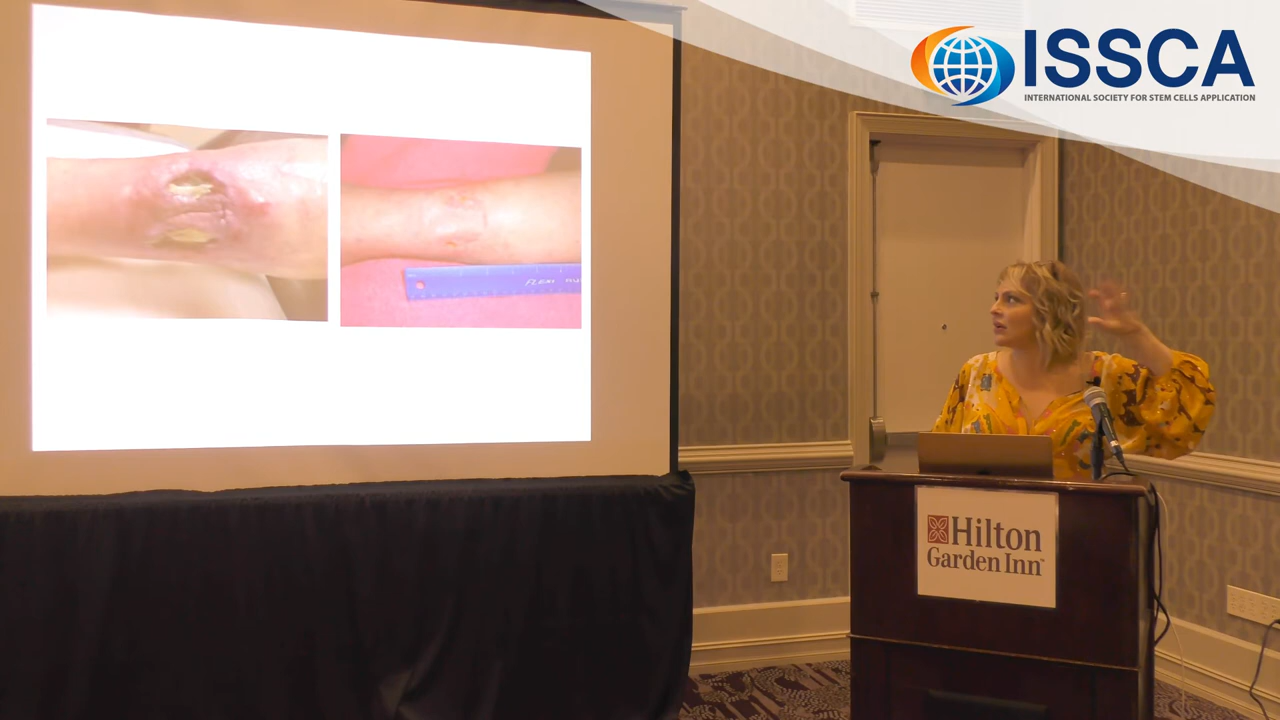 ISSCA
INTERNATIONAL SOCIETY FOR STEM CELLS APPLICATION
Hilton
Garden Inn